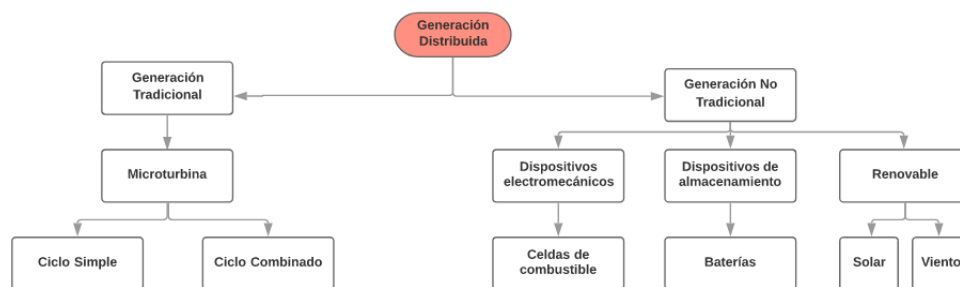 Generación
Distribuida
Generación
Tradicional
Generación No
Tradicional
Microturbina
Dispositivos
electromecánicos
Dispositivos de
almacenamiento
Renovable
Ciclo Simple
Ciclo Combinado
Celdas de
combustible
Baterías
Solar
Viento